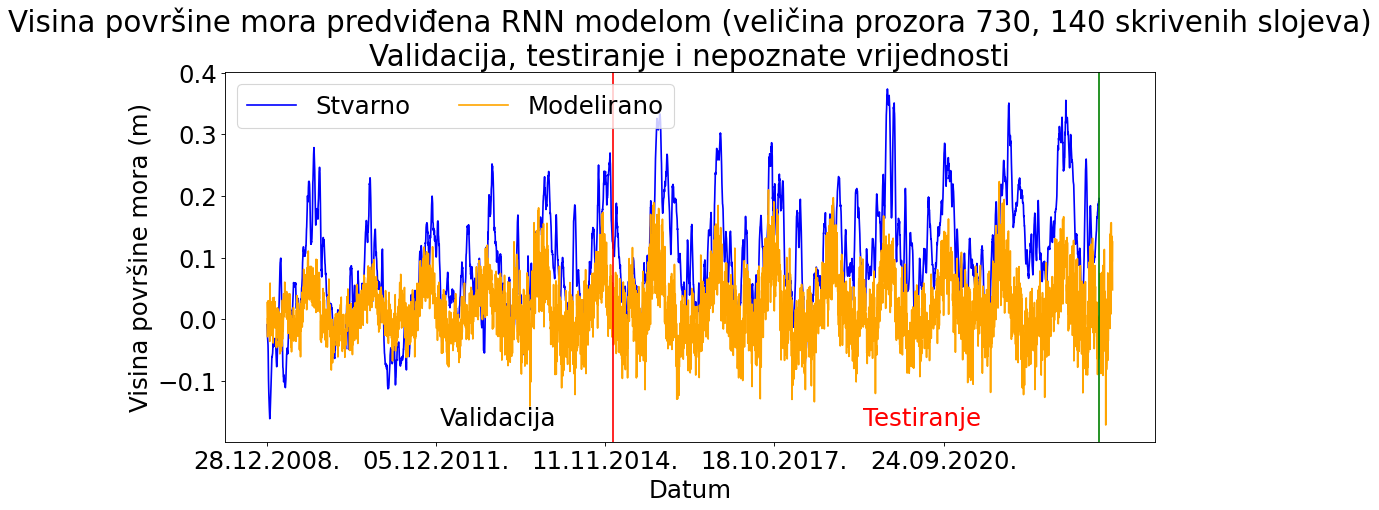 Visina površine mora predviđena RNN modelom (veličina prozora 730, 140 skrivenih slojeva)
Validacija, testiranje i nepoznate vrijednosti
Stvarno Modelirano
Visina površine mora (m)
0.4
0.3
0.2
0.1
0.0
−0.1
Validacija Testiranje
28.12.2008. 05.12.2011. 11.11.2014. 18.10.2017. 24.09.2020.
Datum